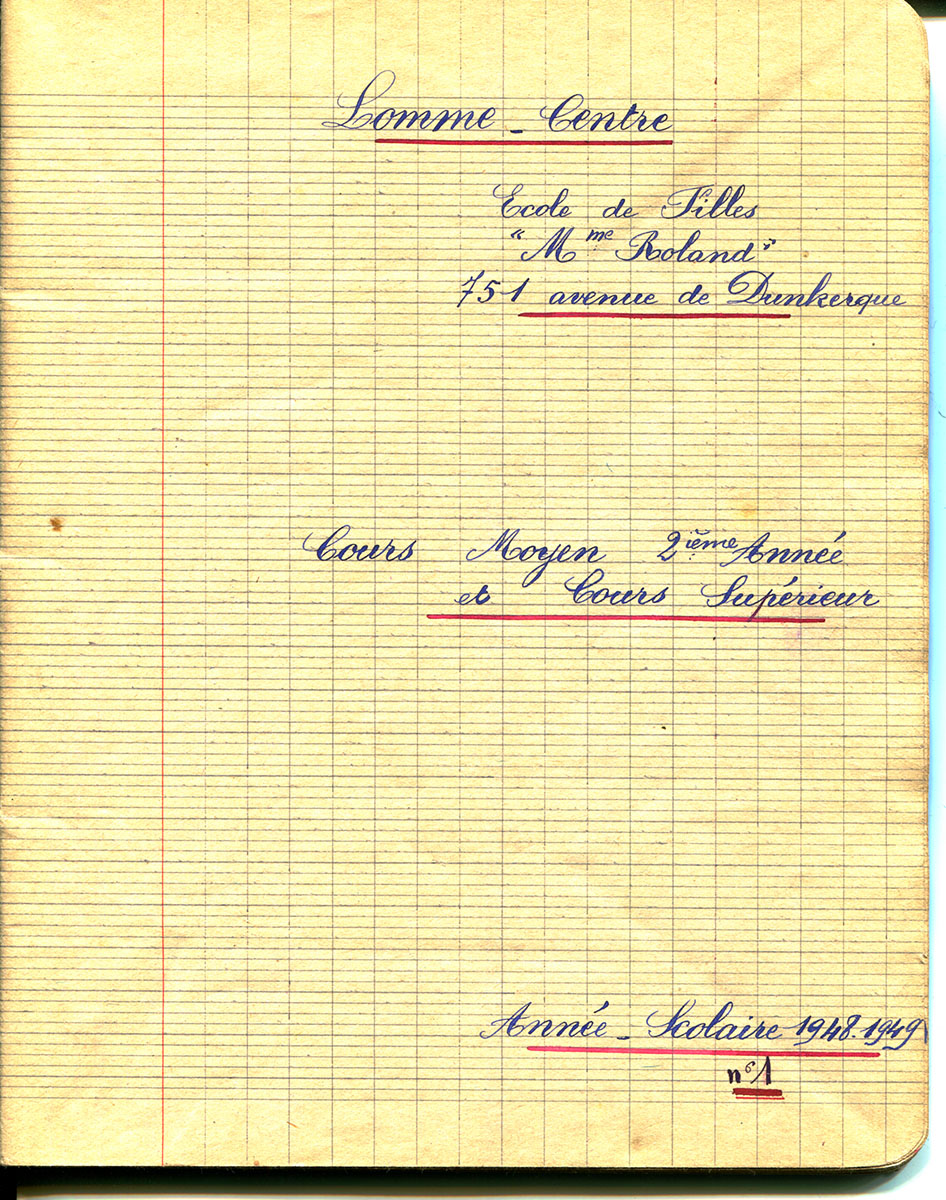 Lomme - Centre
Ecole de Filles
"Mme Roland"
751 avenue de Dunkerque
Cours Moyen 2ième Année
et Cours Supérieur
Année - Scolaire 1948.1949
n° 1